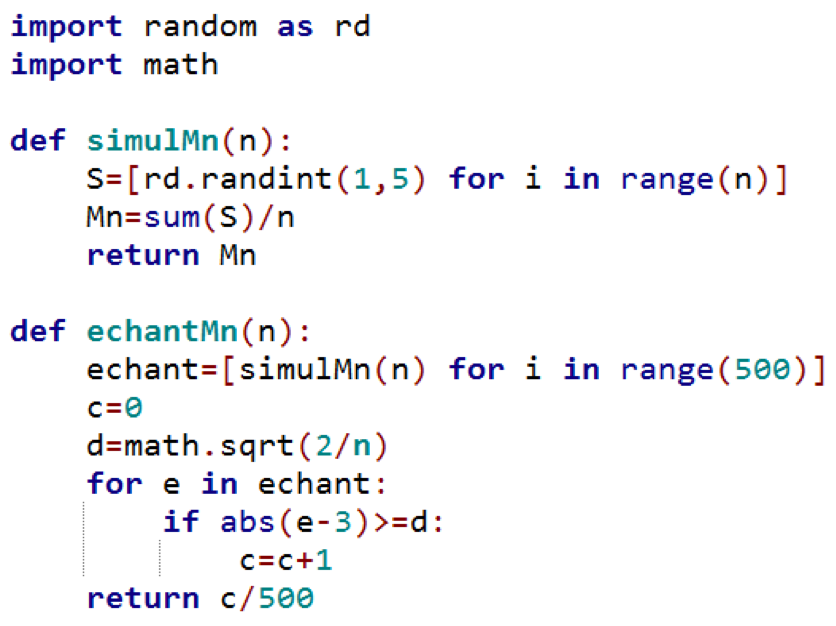 import random as rd
import math

def simulMn(n):
    S=[rd.randint(1,5) for i in range(n)]
    Mn=sum(S)/n
    return Mn

def echantMn(n):
    echant=[simulMn(n) for i in range(500)]
    c=0
    d=math.sqrt(2/n)
    for e in echant:
        if abs(e-3)>=d:
            c=c+1
    return c/500